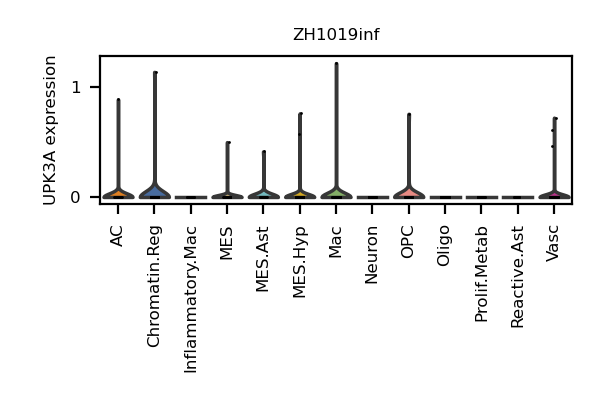 ZH1019inf
UPK3A expression
1
0
AC
Chromatin.Reg
Inflammatory.Mac
MES
MES.Ast
MES.Hyp
Mac
Neuron
OPC
Oligo
Prolif.Metab
Reactive.Ast
Vasc